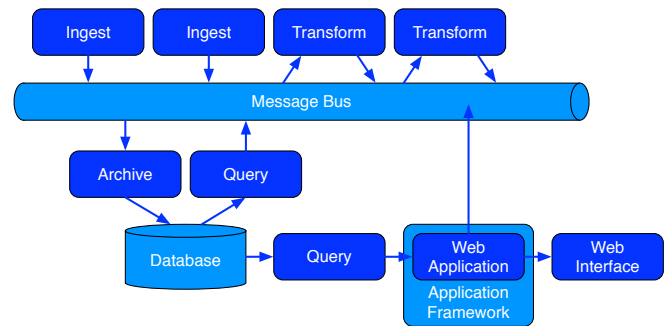 Ingest
Ingest
Transform
Transform
Message Bus
Archive
Query
Database
Query
Web
Application
Web
Interface
Application
Framework